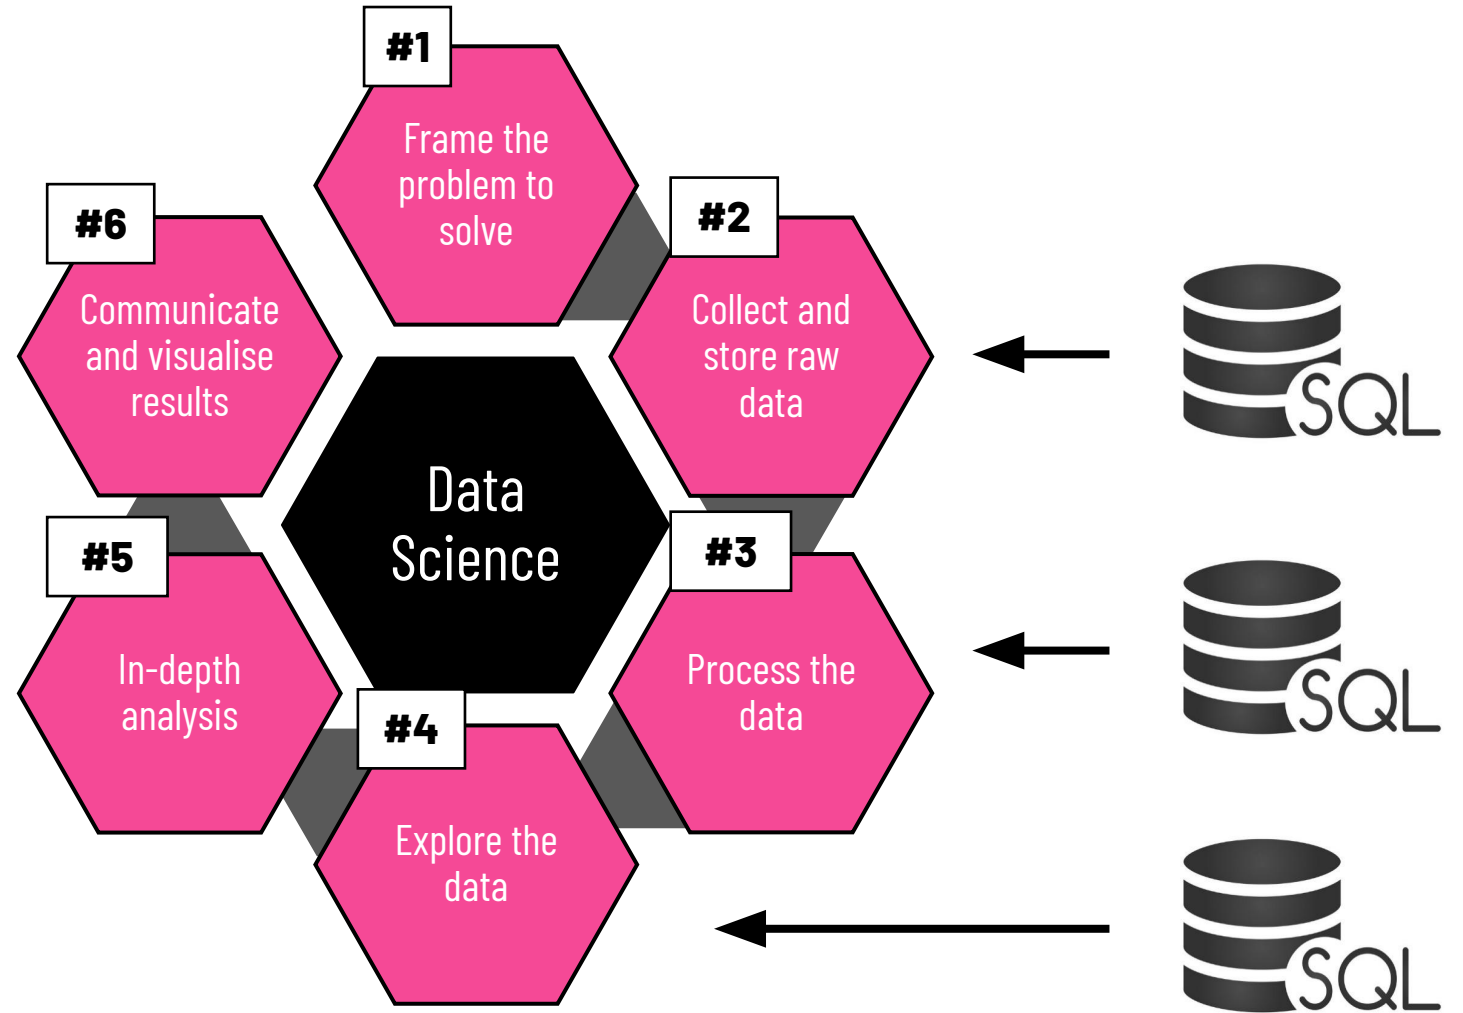 #1
Frame the
problem to
solve
#2
Collect and
store raw
data
#3
Process the
data
#4
Explore the
data
#5
In-depth
analysis
#6
Communicate
and visualise
results
Data
Science
SQL
SQL
SQL